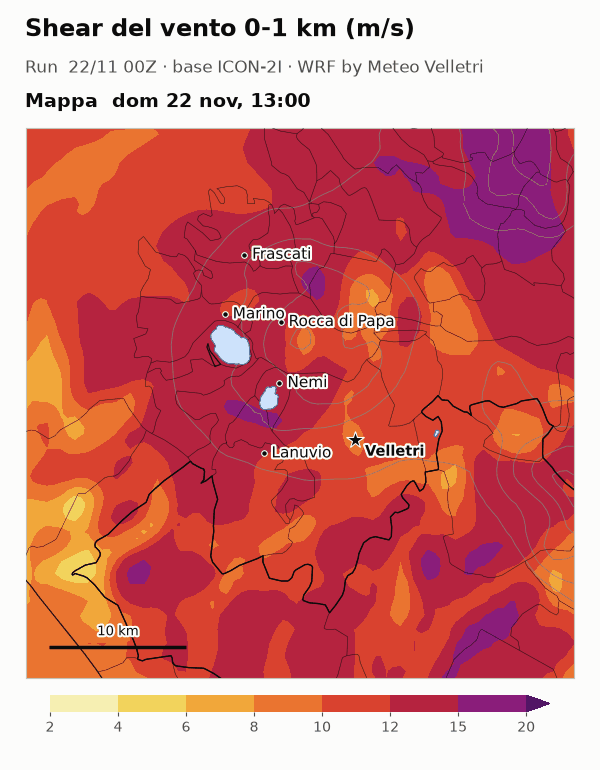 Shear del vento 0-1 km (m/s)
Run  22/11 00Z · base ICON-2I · WRF by Meteo Velletri
Mappa  dom 22 nov, 13:00
Frascati
Marino
Rocca di Papa
Nemi
Velletri
Lanuvio
10 km
2 4 6 8 10 12 15 20